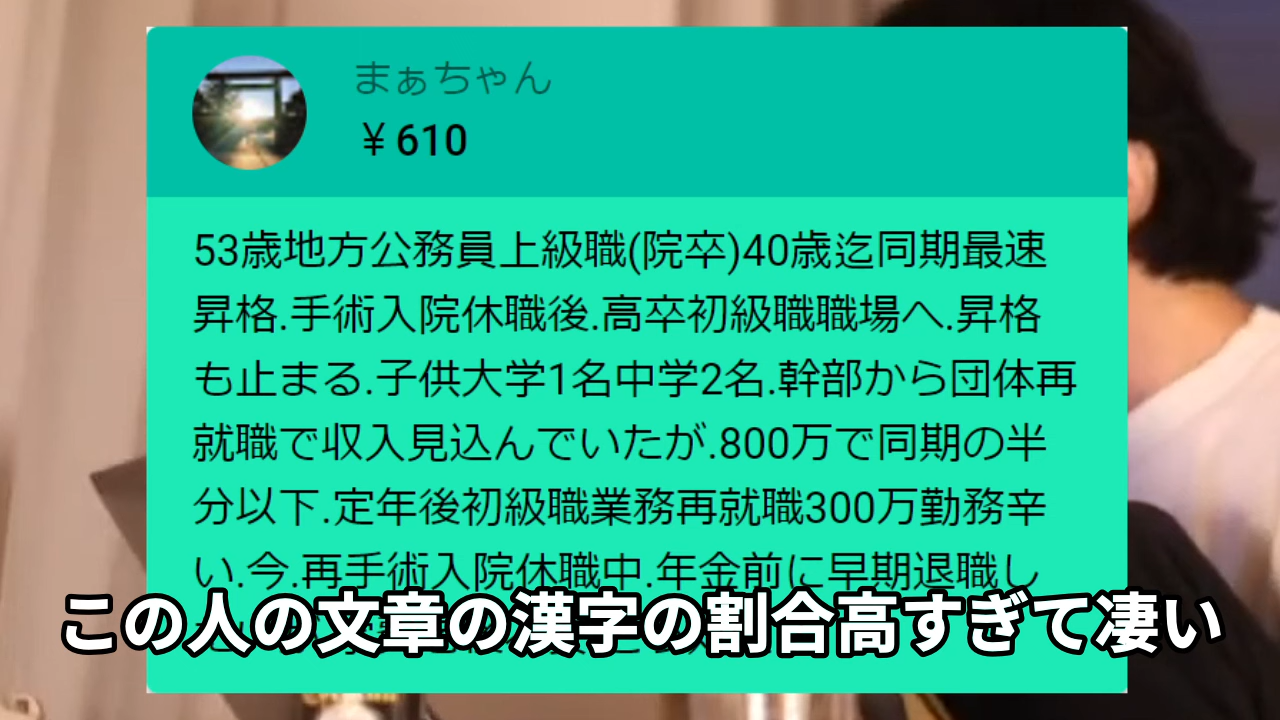 まぁちゃん
￥610
53歳地方公務員上級職(院卒)40歳迄同期最速
昇格.手術入院休職後.高卒初級職職場へ.昇格
も止まる.子供大学1名中学2名.幹部から団体再
就職で収入見込んでいたが.800万で同期の半
分以下.定年後初級職業務再就職300万勤務辛
い.今.再手術入院休職中.年金前に早期退職し
この人の文章の漢字の割合高すぎて凄い